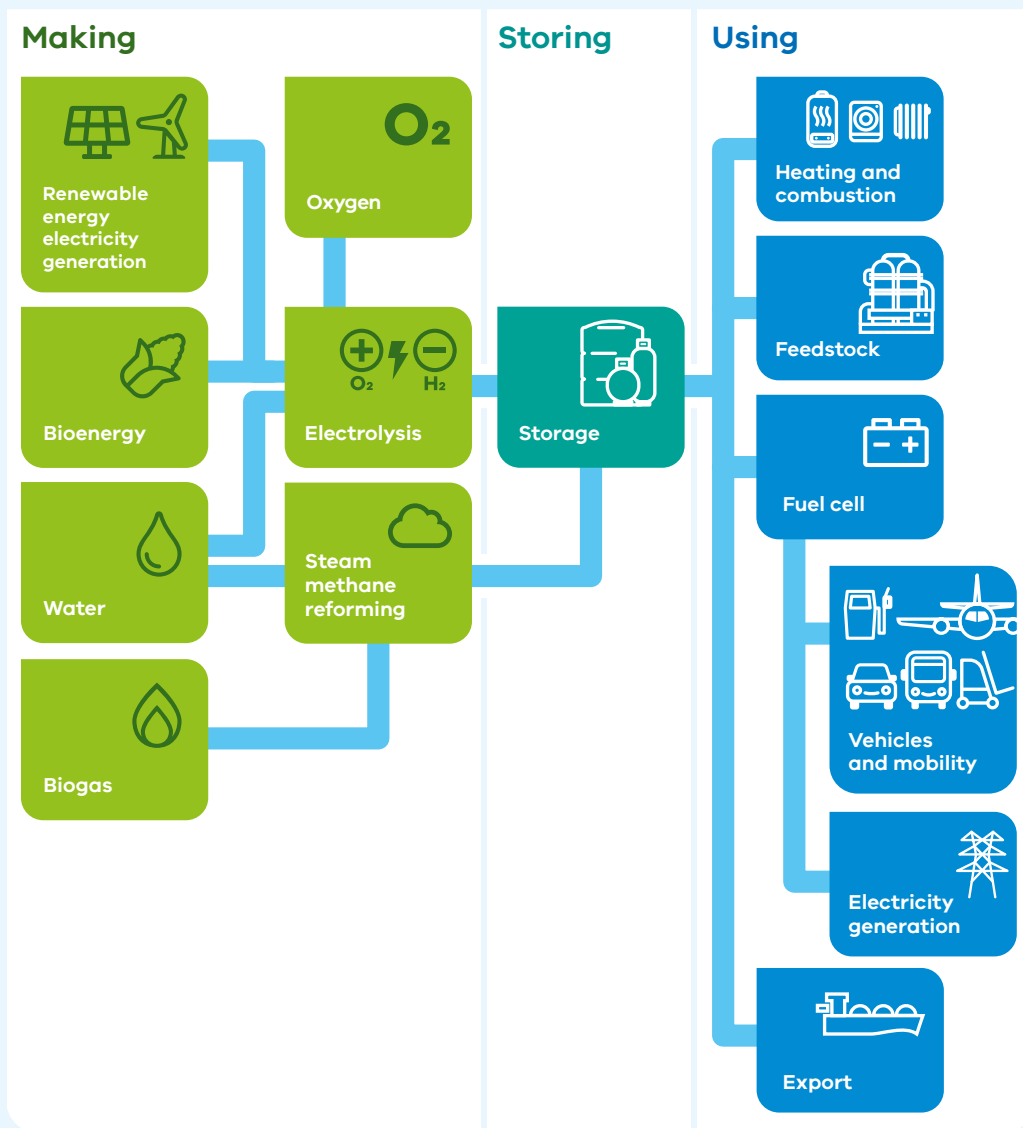 Making
Storing
Using
Renewable
energy
electricity
generation
O₂
Oxygen
Bioenergy
O₂
H₂
Electrolysis
Water
Steam
methane
reforming
Biogas
Storage
Heating and
combustion
Feedstock
Fuel cell
Vehicles
and mobility
Electricity
generation
Export